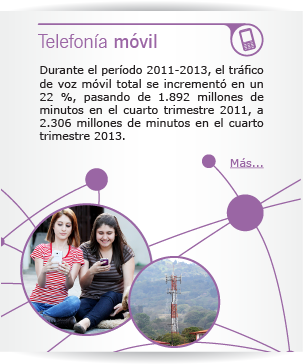 Telefonía móvil
Durante el período 2011-2013, el tráfico
de voz móvil total se incrementó en un
22 %, pasando de 1.892 millones de
minutos en el cuarto trimestre 2011, a
2.306 millones de minutos en el cuarto
trimestre 2013.
Más...